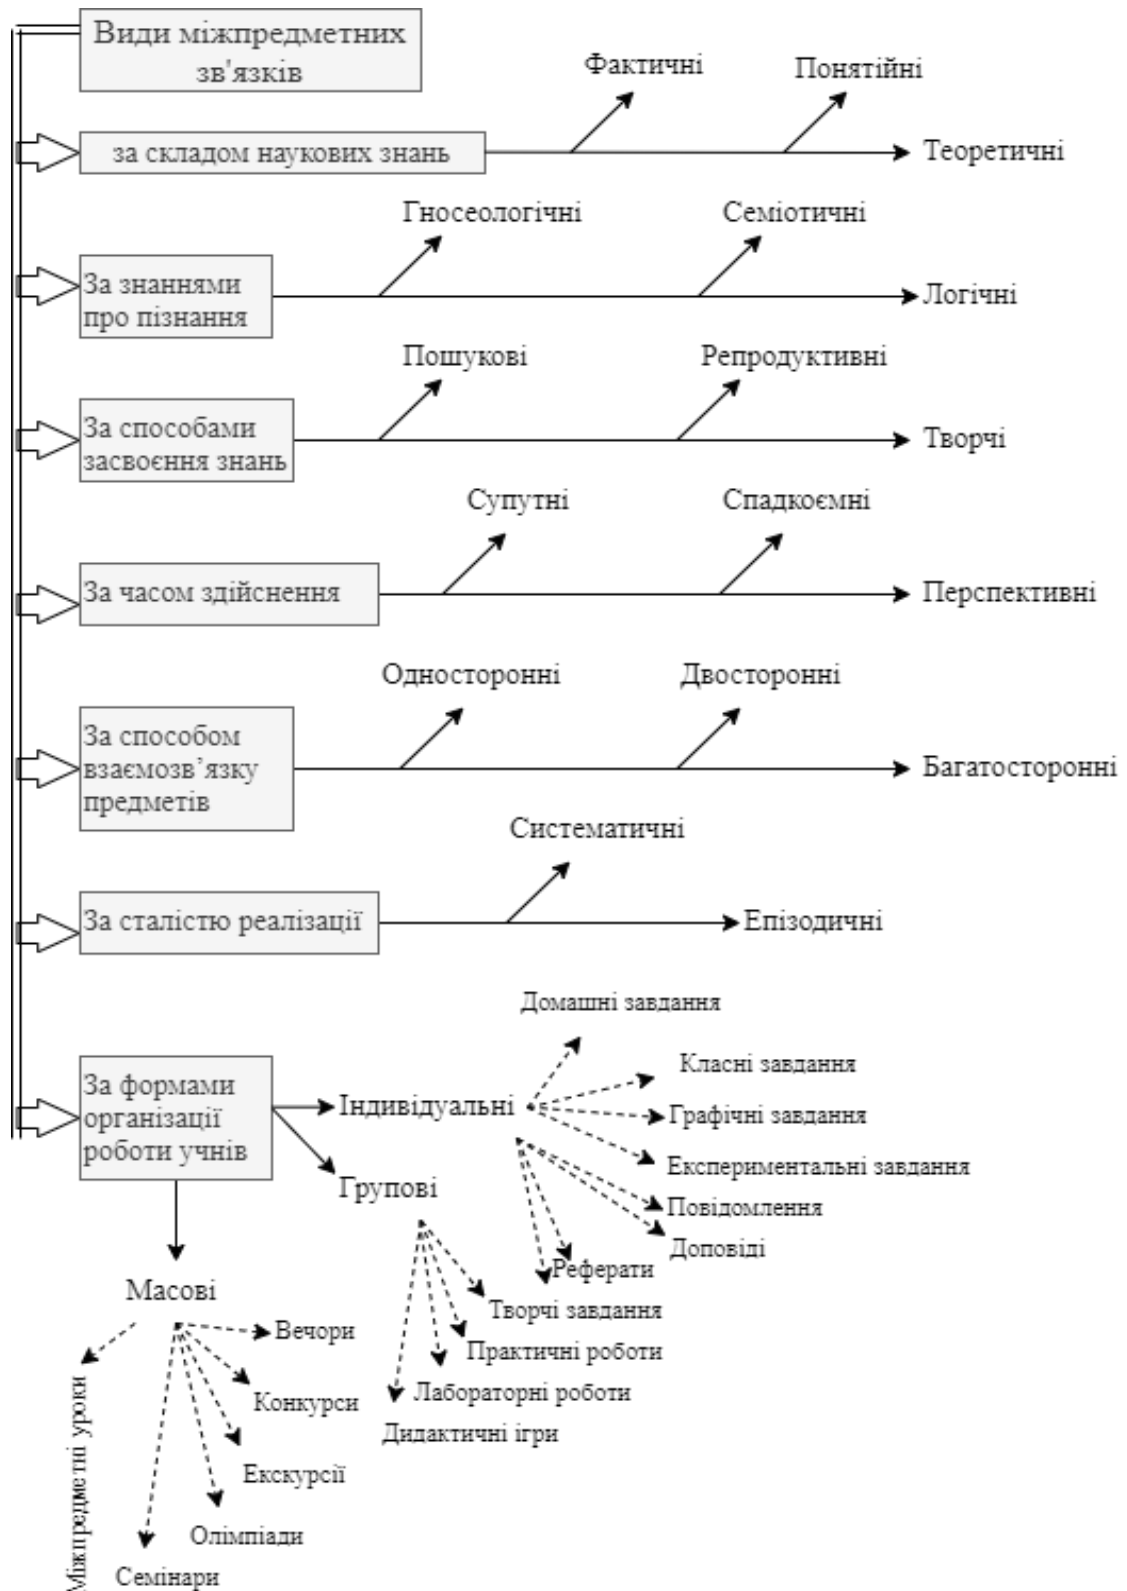 Види міжпредметних
зв'язків
Фактичні
Понятійні
за складом наукових знань
Теоретичні
Гносеологічні
Семіотичні
За знаннями
про пізнання
Логічні
Пошукові
Репродуктивні
За способами
засвоєння знань
Творчі
Супутні
Спадкоємні
За часом здійснення
Перспективні
Односторонні
Двосторонні
За способом
взаємозв’язку
предметів
Багатосторонні
Систематичні
За сталістю реалізації
Епізодичні
За формами
організації
роботи учнів
Індивідуальні
Домашні завдання
Класні завдання
Графічні завдання
Експериментальні завдання
Повідомлення
Доповіді
Реферати
Групові
Творчі завдання
Практичні роботи
Лабораторні роботи
Дидактичні ігри
Масові
Вечори
Конкурси
Екскурсії
Олімпіади
Семінари
Міжпредметні уроки